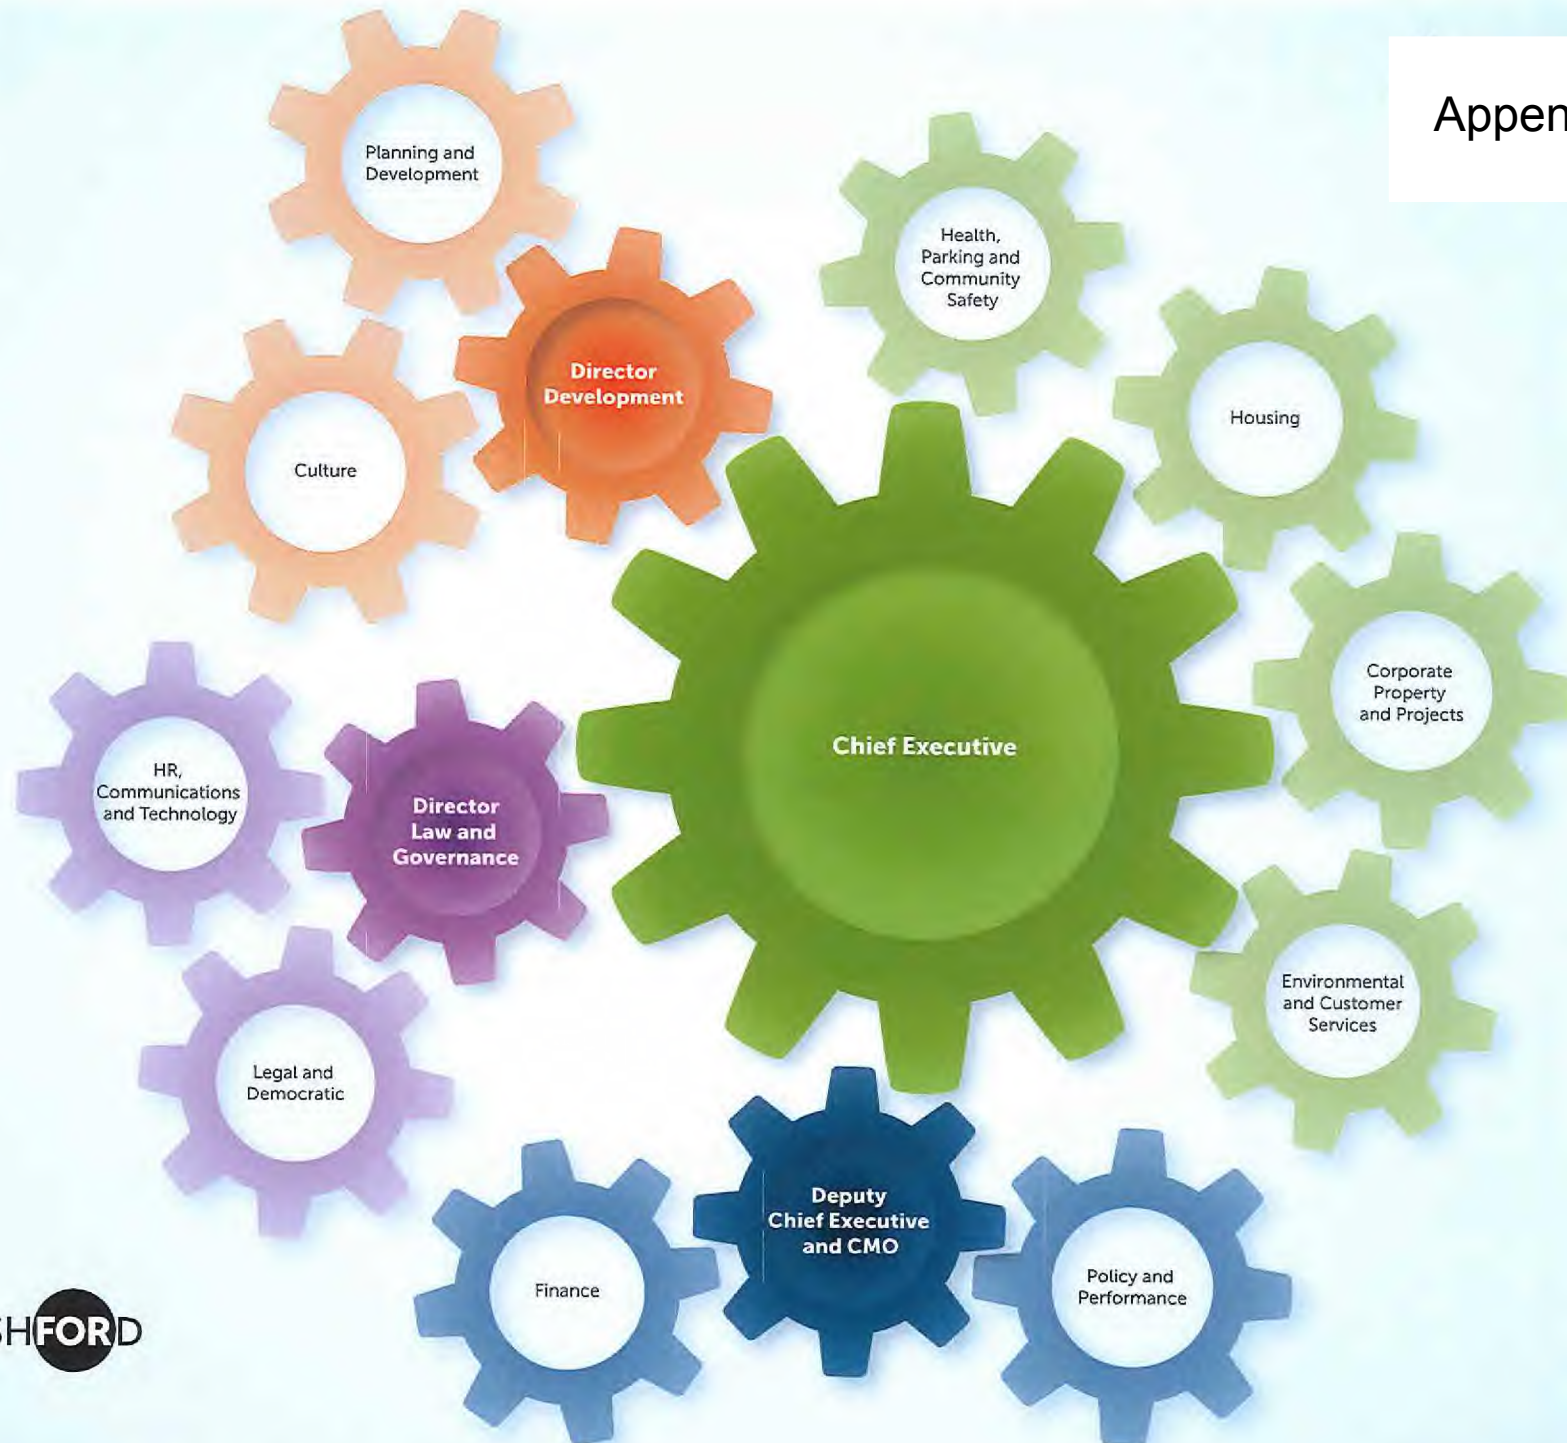 Appen
Planning and
Development
Health,
Parking and
Community
Safety
Director
Development
Housing
Culture
Corporate
Property
and Projects
Chief Executive
HR,
Communications
and Technology
Director
Law and
Governance
Environmental
and Customer
Services
Legal and
Democratic
Deputy
Chief Executive
and CMO
Finance
Policy and
Performance
SHFORD